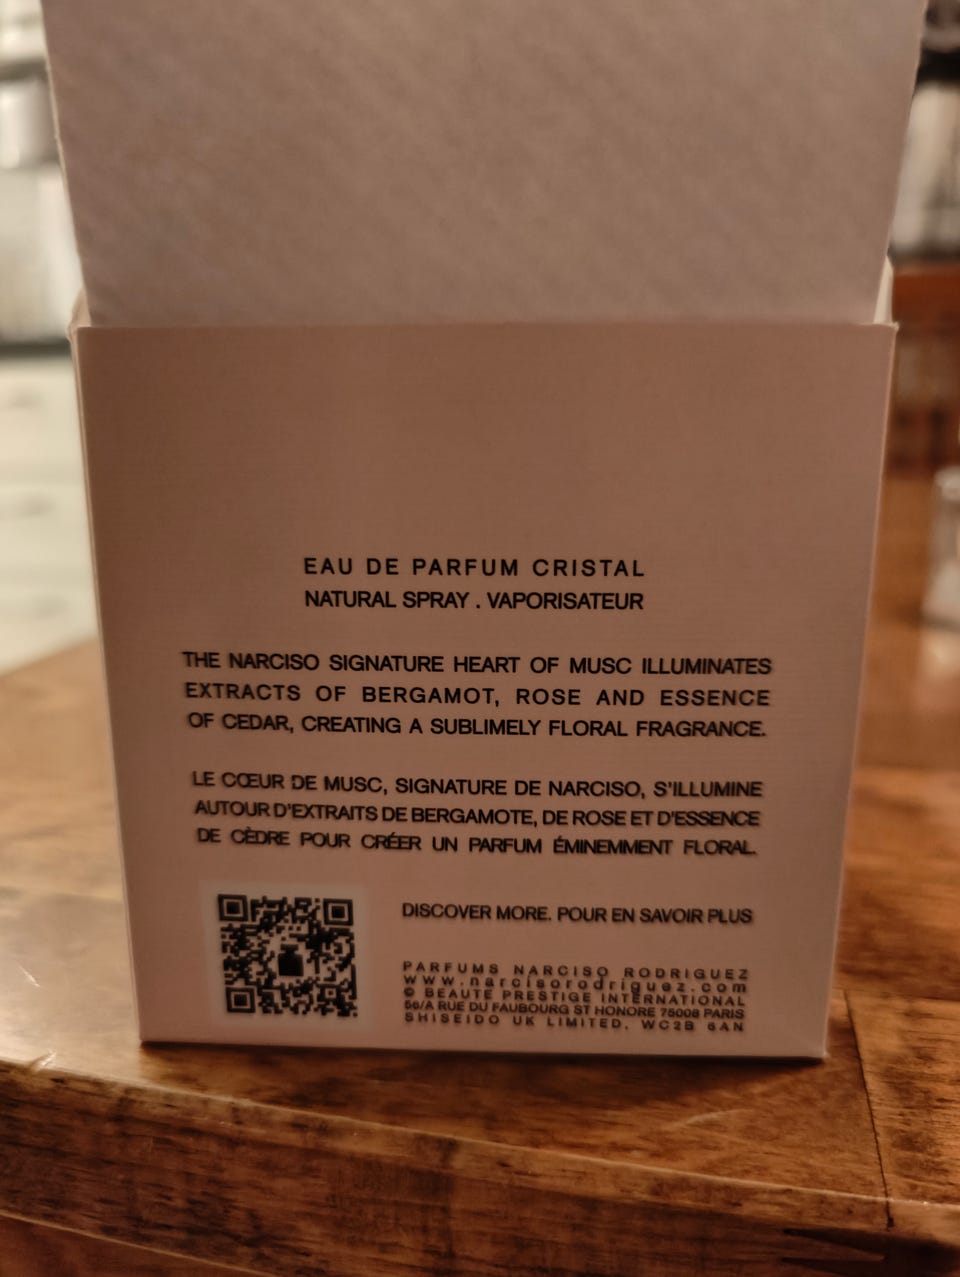 EAU DE PARFUM CRISTAL
NATURAL SPRAY . VAPORISATEUR
THE NARCISO SIGNATURE HEART OF MUSC ILLUMINATES
EXTRACTS OF BERGAMOT, ROSE AND ESSENCE
OF CEDAR, CREATING A SUBLIMELY FLORAL FRAGRANCE.
LE CŒUR DE MUSC, SIGNATURE DE NARCISO, S'ILLUMINE
AUTOUR D'EXTRAITS DE BERGAMOTE, DE ROSE ET D'ESSENCE
DE CÈDRE POUR CRÉER UN PARFUM ÉMINEMMENT FLORAL.
DISCOVER MORE. POUR EN SAVOIR PLUS
PARFUMS NARCISO RODRIGUEZ
www.narcisorodriguez.com
© BEAUTE PRESTIGE INTERNATIONAL
56/A RUE DU FAUBOURG ST HONORE 75008 PARIS
SHISEIDO UK LIMITED, WC2B 6AN